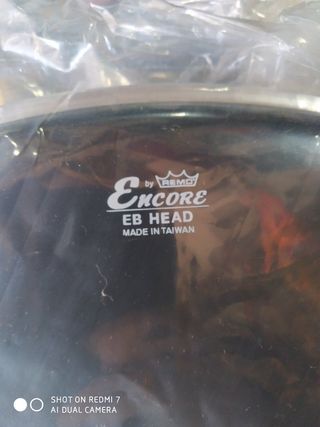 by REMO
ENCORE
EB HEAD
MADE IN TAIWAN
SHOT ON REDMI 7
AI DUAL CAMERA